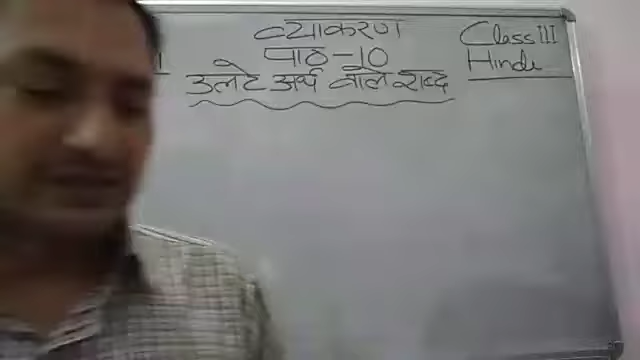 व्याकरण
पाठ-10
उलटे अर्थ वाले शब्द
Class III
Hindi